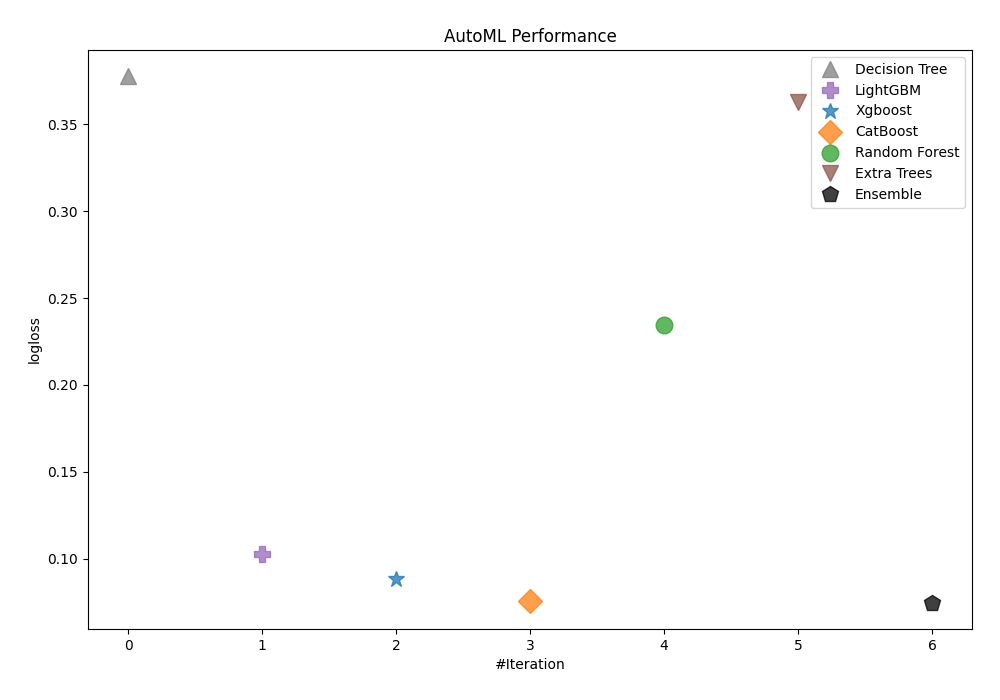 AutoML Performance
Decision Tree
LightGBM
Xgboost
CatBoost
Random Forest
Extra Trees
Ensemble
0.35
0.30
0.25
0.20
0.15
0.10
logloss
0 1 2 3 4 5 6
#Iteration